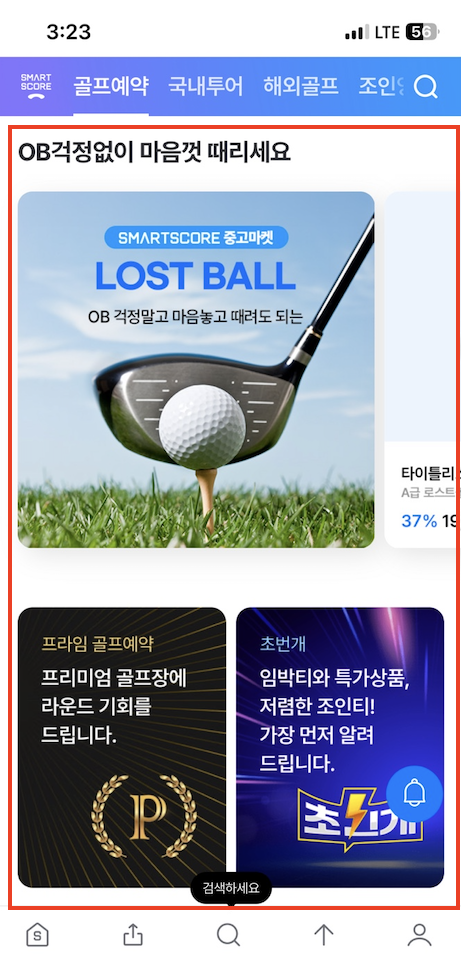 3:23
LTE 56
SMART
SCORE
골프예약 국내투어 해외골프 조인
OB걱정없이 마음껏 때리세요
SMARTSCORE 중고마켓
LOST BALL
OB 걱정말고 마음놓고 때려도 되는
타이틀리
A급 로스트
37% 19
프라임 골프예약
프리미엄 골프장에
라운드 기회를
드립니다.
P
초번개
임박티와 특가상품,
저렴한 조인티!
가장 먼저 알려
드립니다.
초번개
검색하세요
S